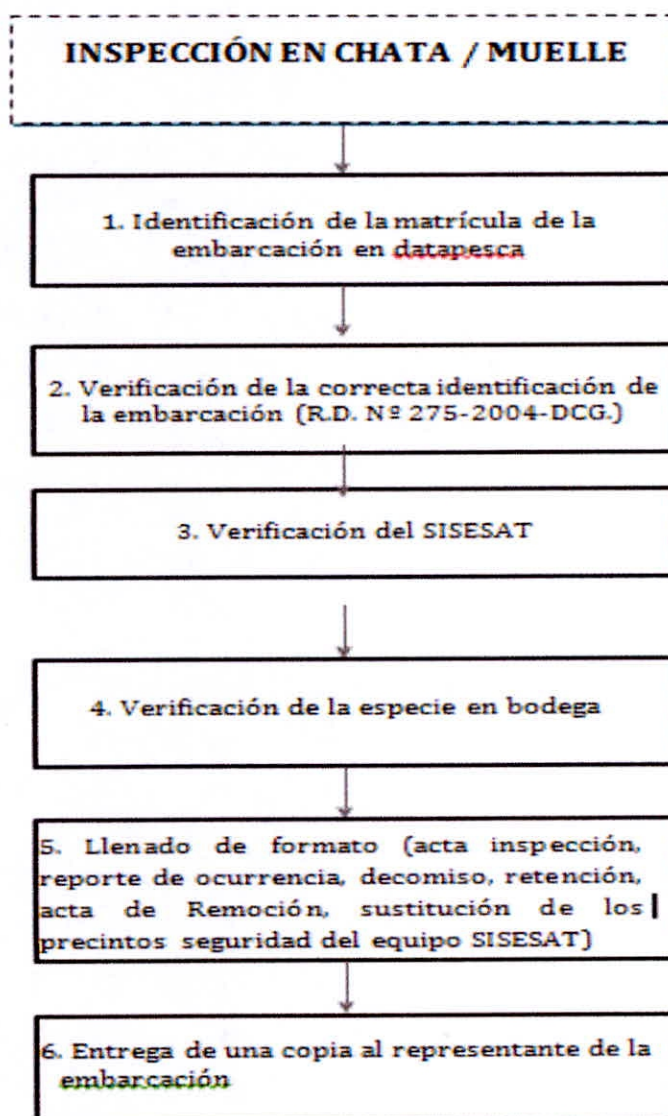 INSPECCIÓN EN CHATA / MUELLE
1. Identificación de la matrícula de la
embarcación en datapesca
2. Verificación de la correcta identificación de
la embarcación (R.D. Nº 275-2004-DCG.)
3. Verificación del SISESAT
4. Verificación de la especie en bodega
5. Llenado de formato (acta inspección,
reporte de ocurrencia, decomiso, retención,
acta de Remoción, sustitución de los
precintos seguridad del equipo SISESAT)
6. Entrega de una copia al representante de la
embarcación